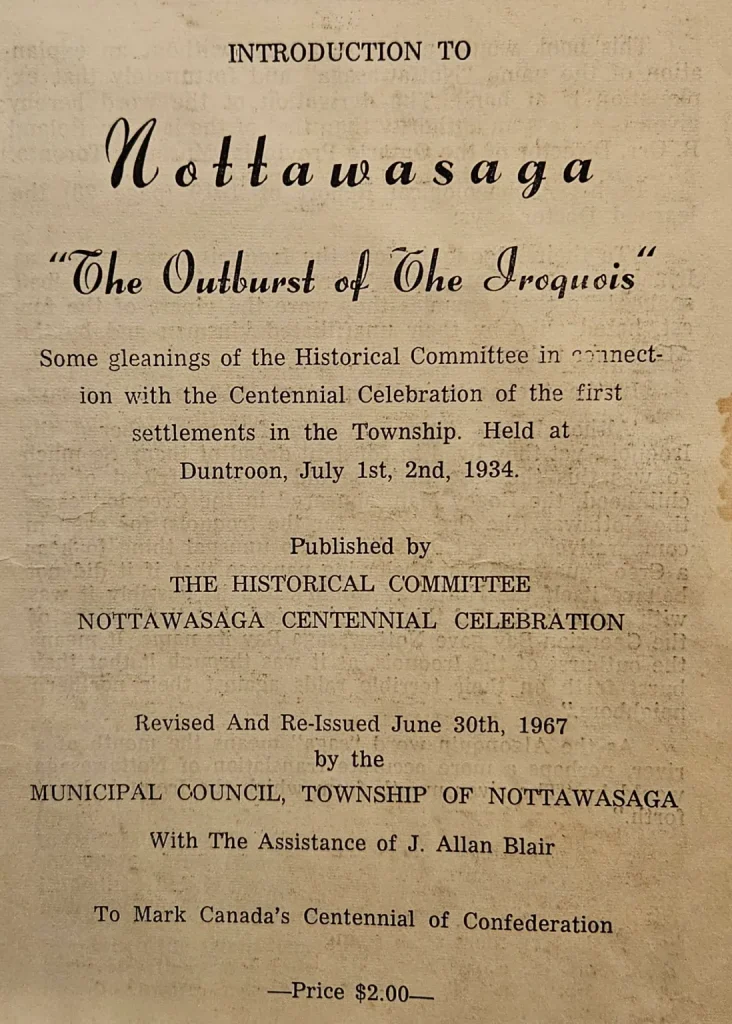 INTRODUCTION TO
Nottawasaga
"The Outburst of The Iroquois"
Some gleanings of the Historical Committee in connect-
ion with the Centennial Celebration of the first
settlements in the Township. Held at
Duntroon, July 1st, 2nd, 1934.
Published by
THE HISTORICAL COMMITTEE
NOTTAWASAGA CENTENNIAL CELEBRATION
Revised And Re-Issued June 30th, 1967
by the
MUNICIPAL COUNCIL, TOWNSHIP OF NOTTAWASAGA
With The Assistance of J. Allan Blair
To Mark Canada's Centennial of Confederation
—Price $2.00—